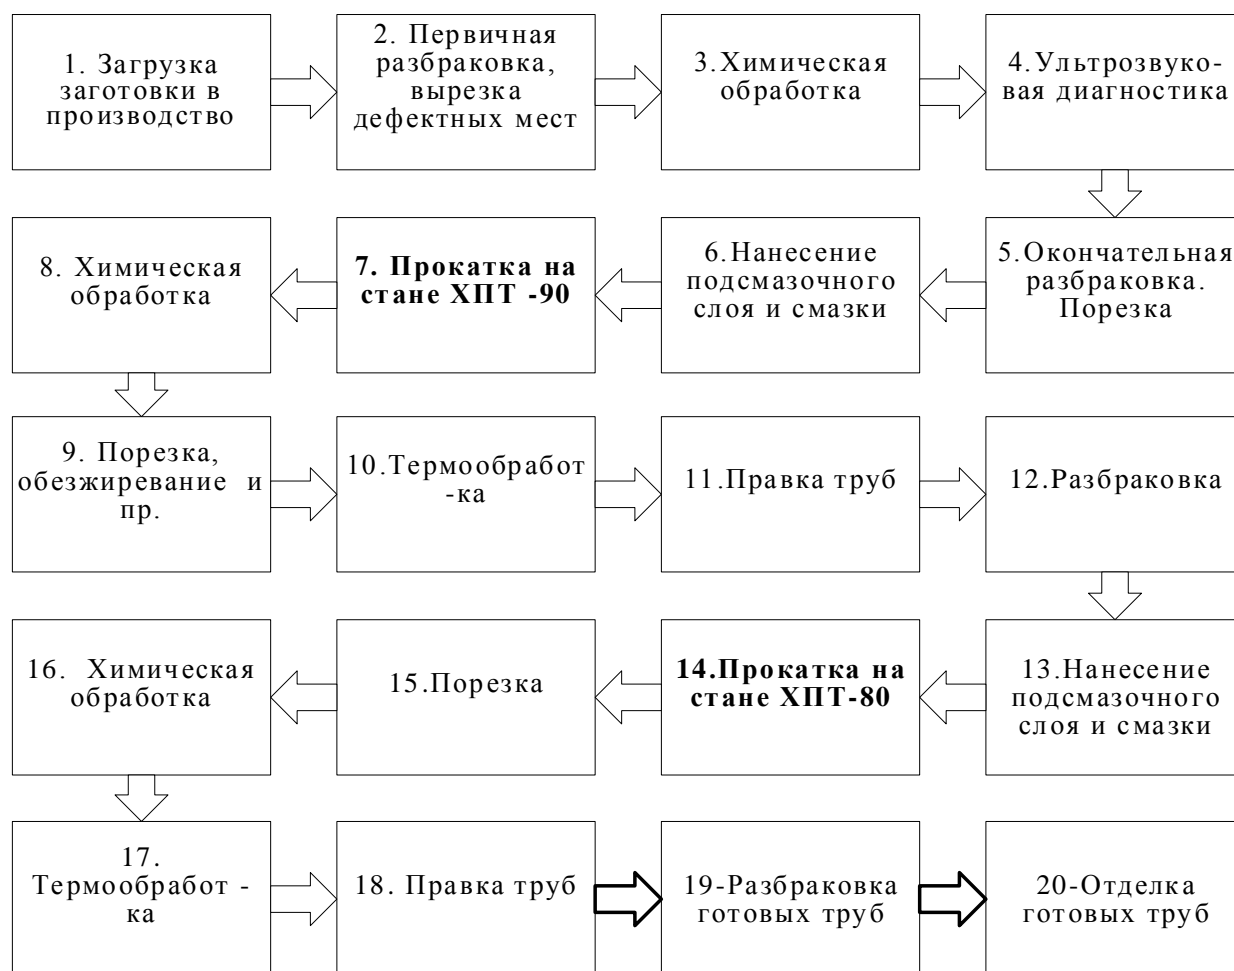 1. Загрузка
заготовки в
производство
2. Первичная
разбраковка,
вырезка
дефектных мест
3.Химическая
обработка
4.Ультрозвуко-
вая диагностика
8. Химическая
обработка
7. Прокатка на
стане ХПТ -90
6.Нанесение
подсмазочного
слоя и смазки
5.Окончательная
разбраковка.
Порезка
9. Порезка,
обезжиревание и
пр.
10.Термообработ
-ка
11.Правка труб
12.Разбраковка
16. Химическая
обработка
15.Порезка
14.Прокатка на
стане ХПТ-80
13.Нанесение
подсмазочного
слоя и смазки
17.
Термообработ -
ка
18. Правка труб
19-Разбраковка
готовых труб
20-Отделка
готовых труб